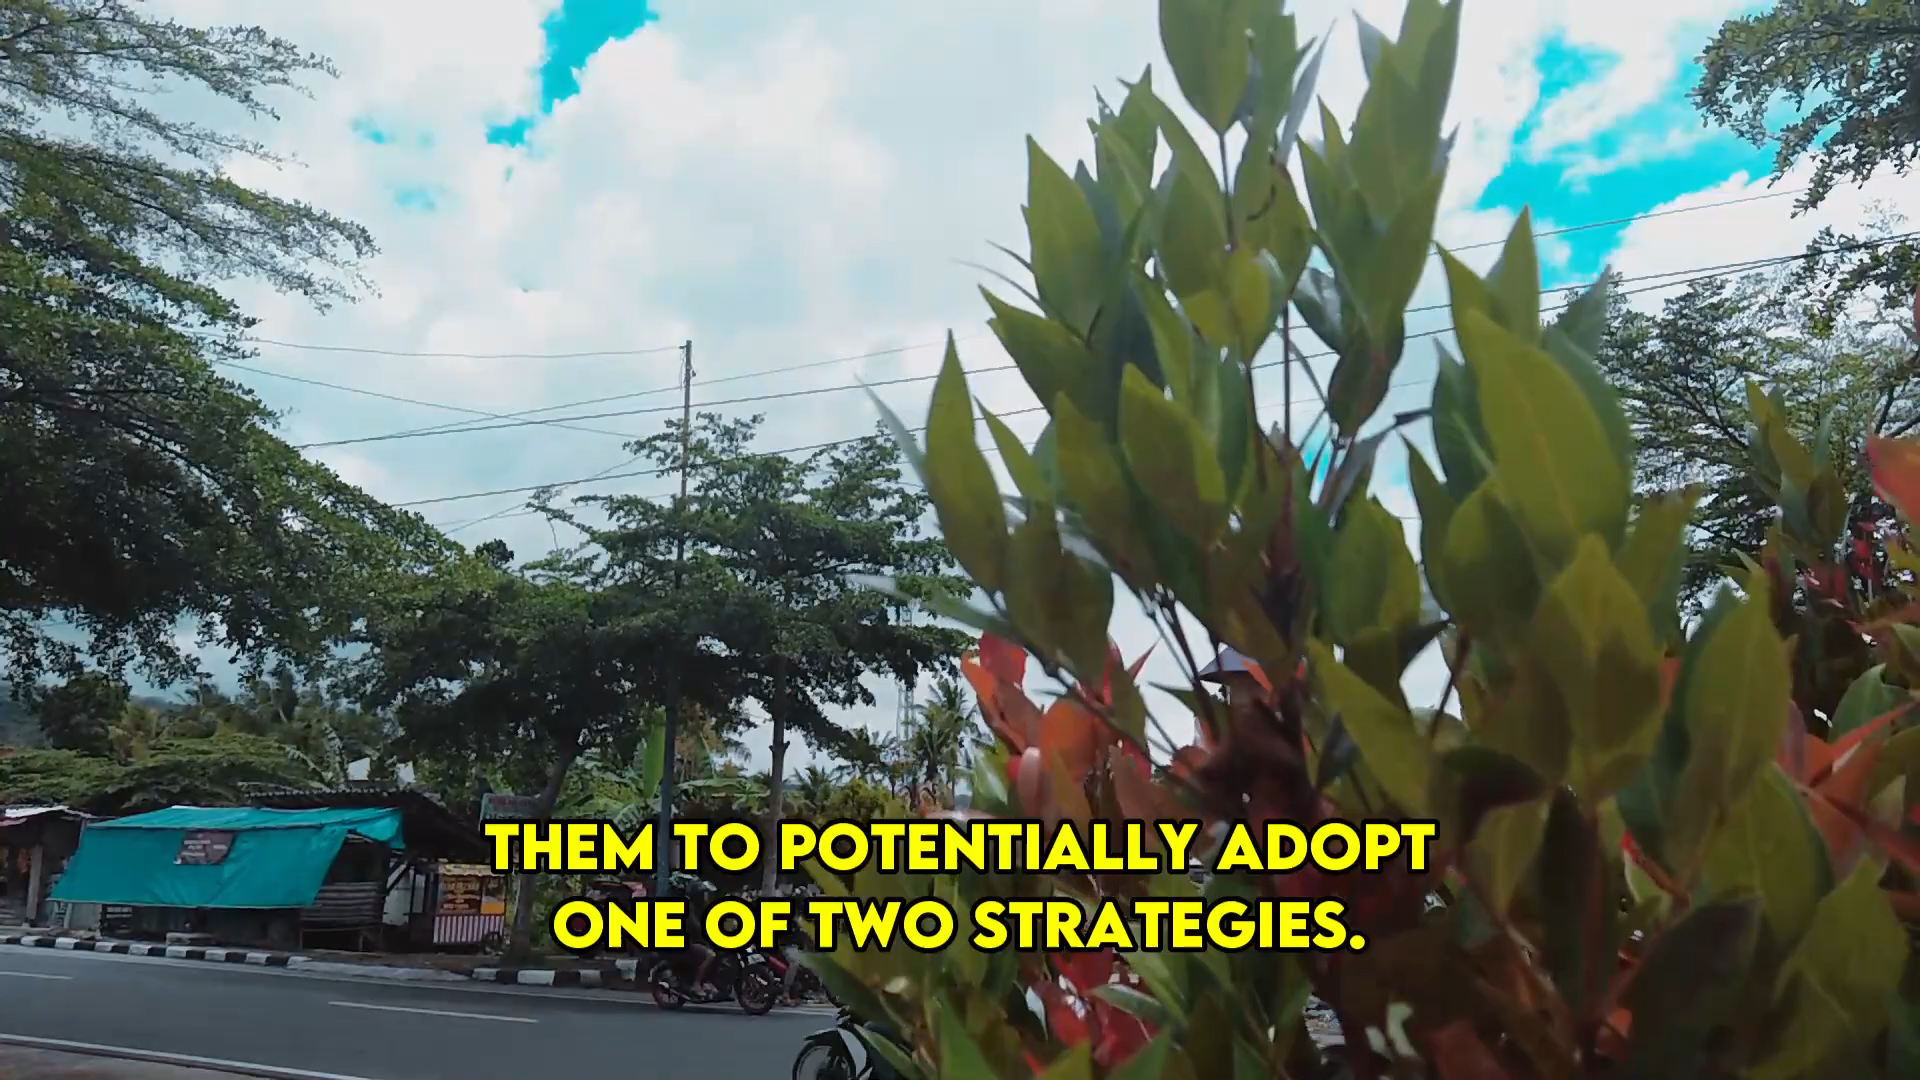 THEM TO POTENTIALLY ADOPT
ONE OF TWO STRATEGIES.